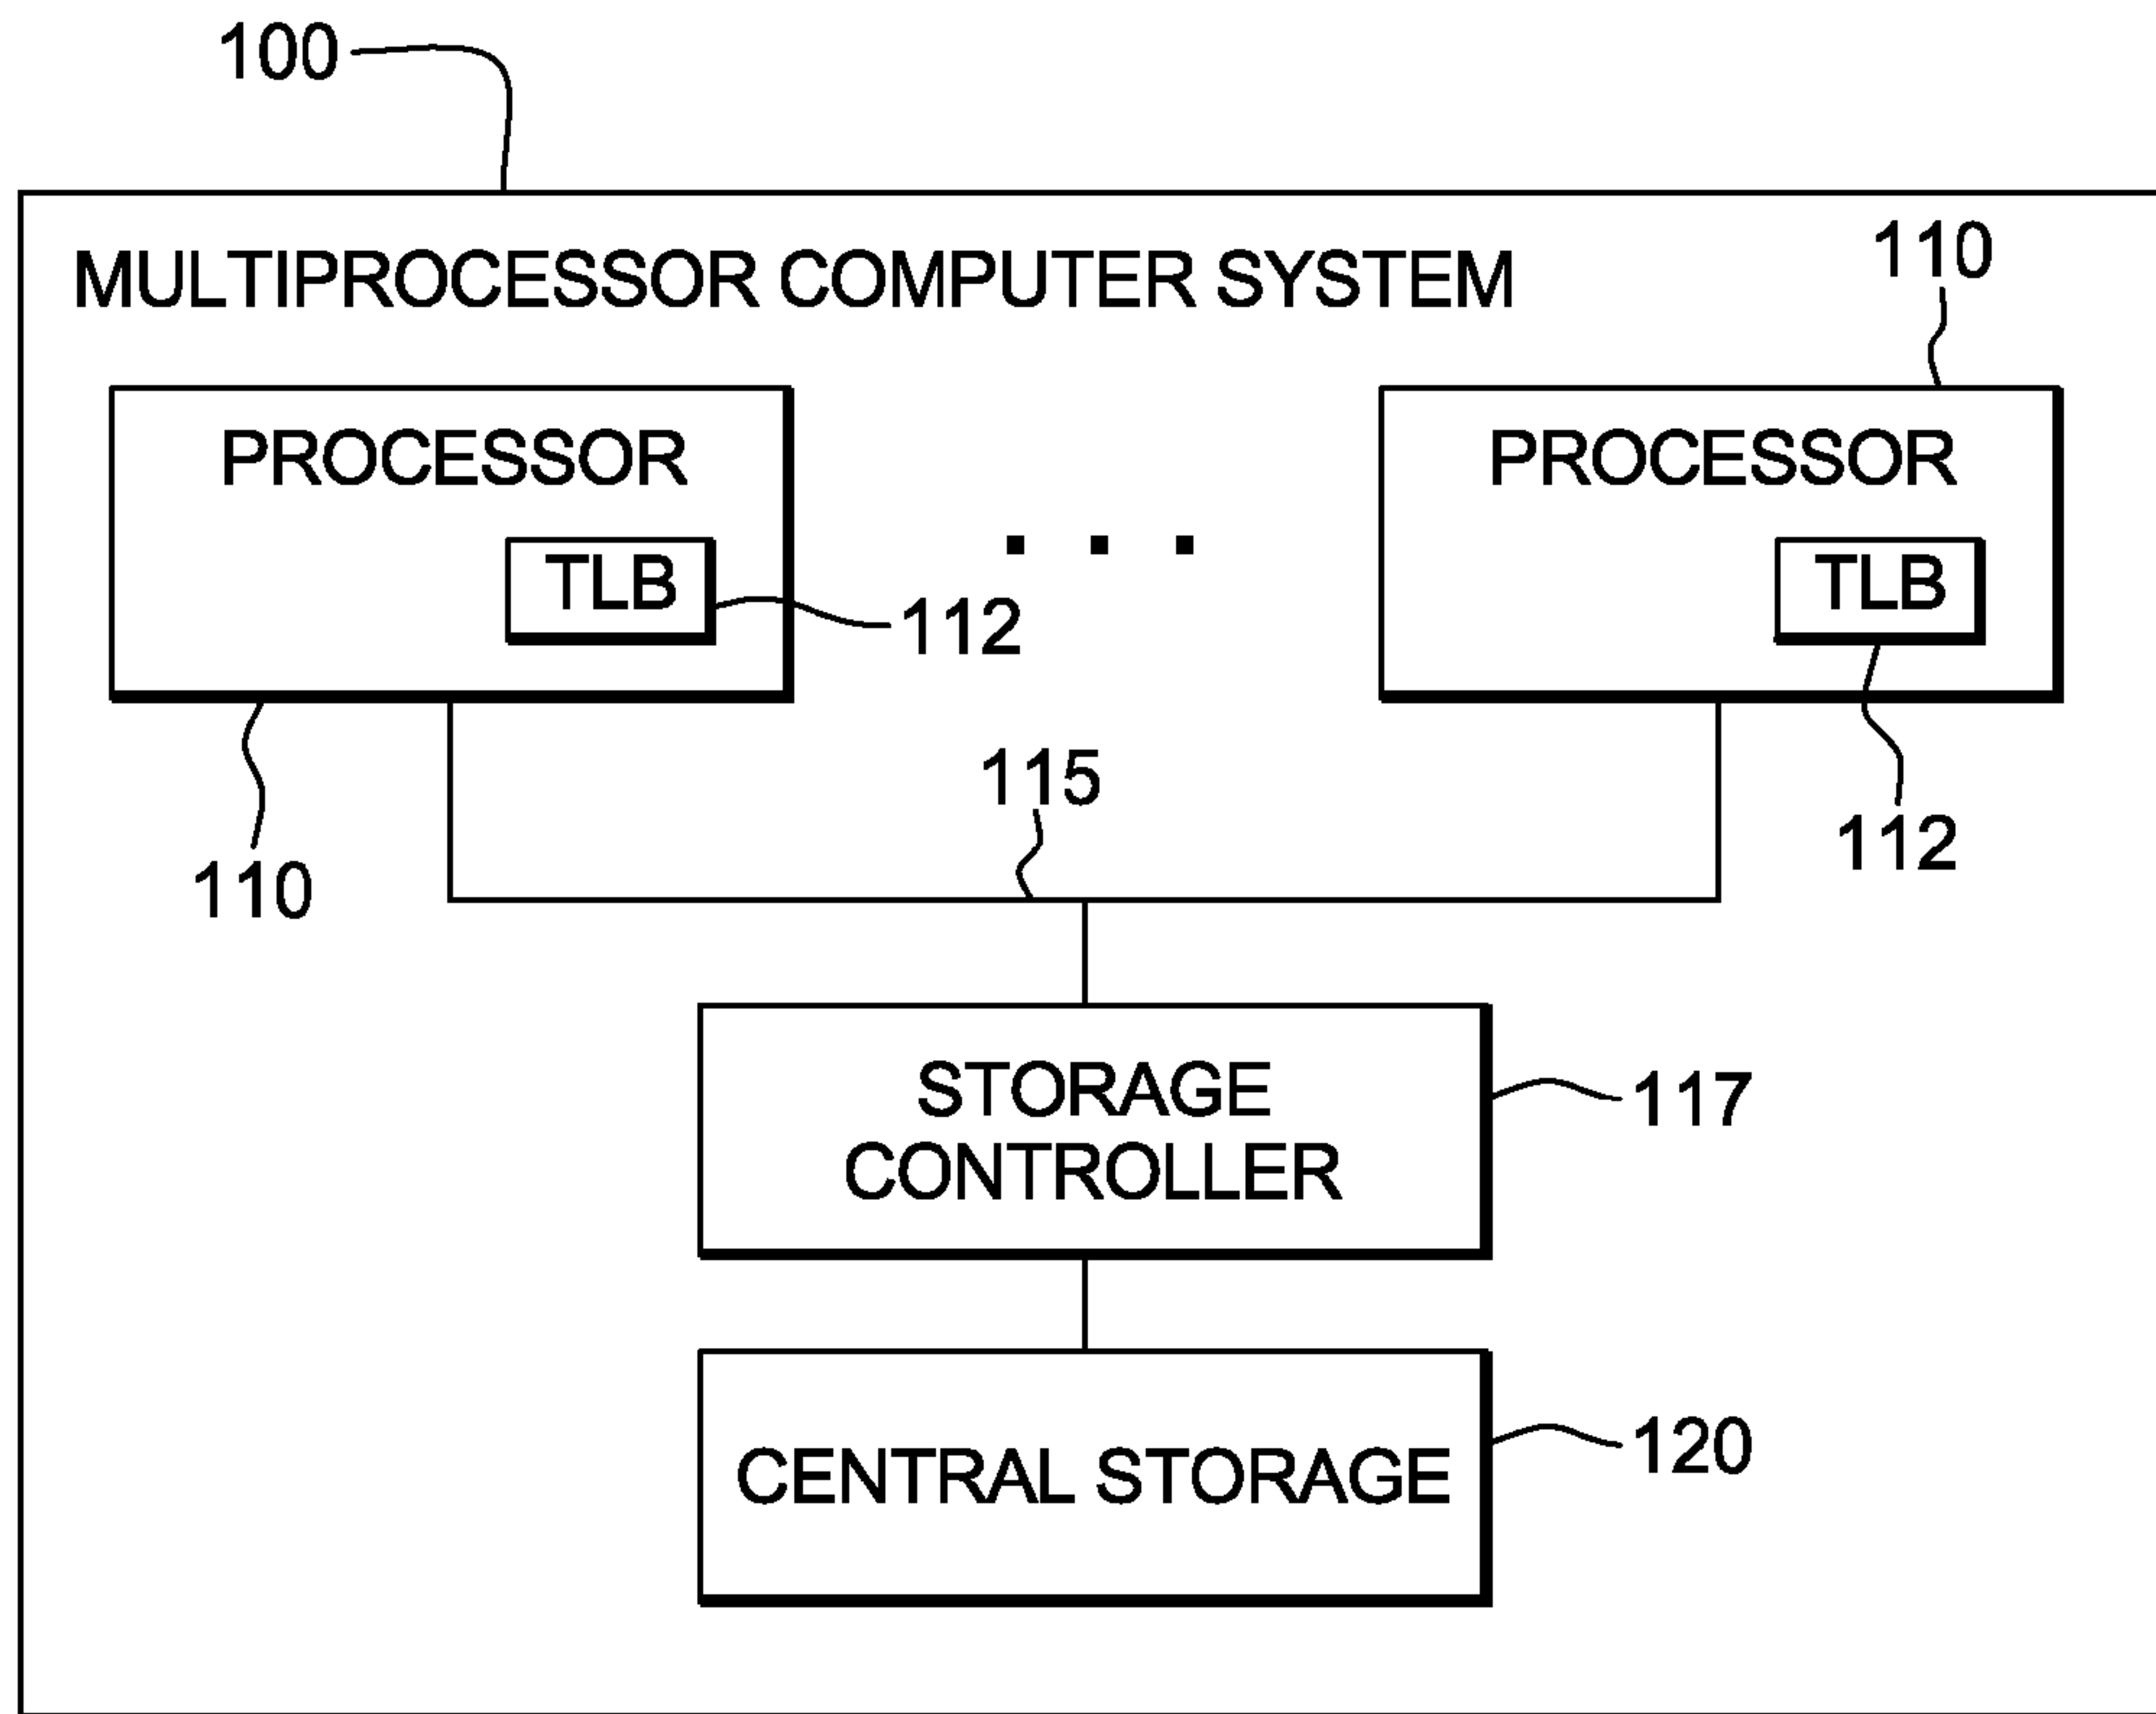 100
MULTIPROCESSOR COMPUTER SYSTEM
110
PROCESSOR
TLB
112
110
PROCESSOR
TLB
112
115
STORAGE
CONTROLLER
117
CENTRAL STORAGE
120